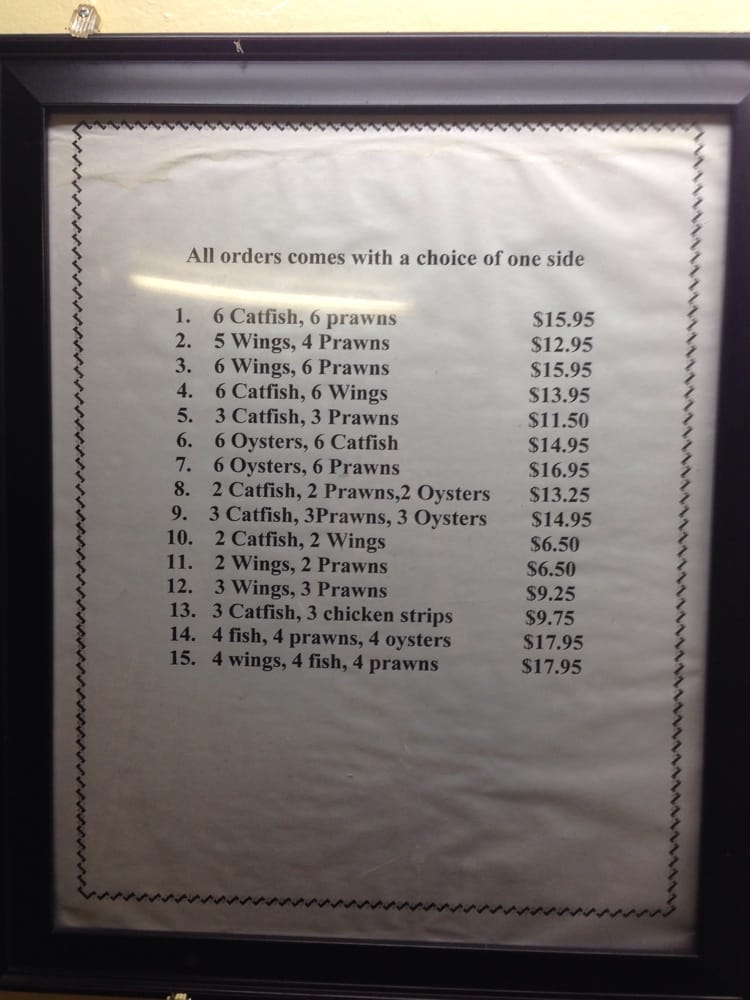 All orders comes with a choice of one side
1. 6 Catfish, 6 prawns $15.95
2. 5 Wings, 4 Prawns $12.95
3. 6 Wings, 6 Prawns $15.95
4. 6 Catfish, 6 Wings $13.95
5. 3 Catfish, 3 Prawns $11.50
6. 6 Oysters, 6 Catfish $14.95
7. 6 Oysters, 6 Prawns $16.95
8. 2 Catfish, 2 Prawns,2 Oysters $13.25
9. 3 Catfish, 3Prawns, 3 Oysters $14.95
10. 2 Catfish, 2 Wings $6.50
11. 2 Wings, 2 Prawns $6.50
12. 3 Wings, 3 Prawns $9.25
13. 3 Catfish, 3 chicken strips $9.75
14. 4 fish, 4 prawns, 4 oysters $17.95
15. 4 wings, 4 fish, 4 prawns $17.95